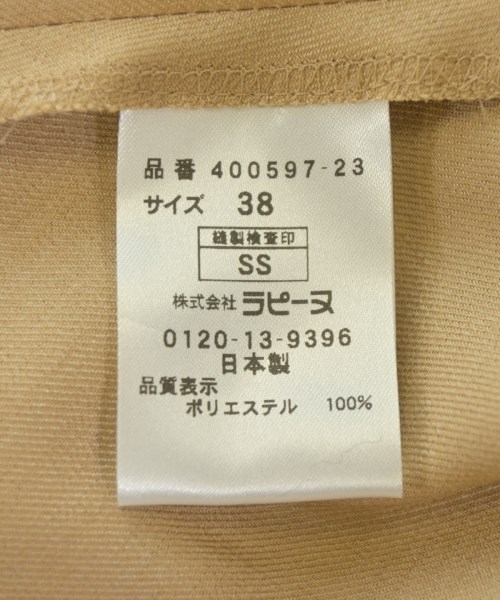 品番 400597-23
サイズ 38
縫製検査印
SS
株式会社 ラピーヌ
0120-13-9396
日本製
品質表示
ポリエステル 100%